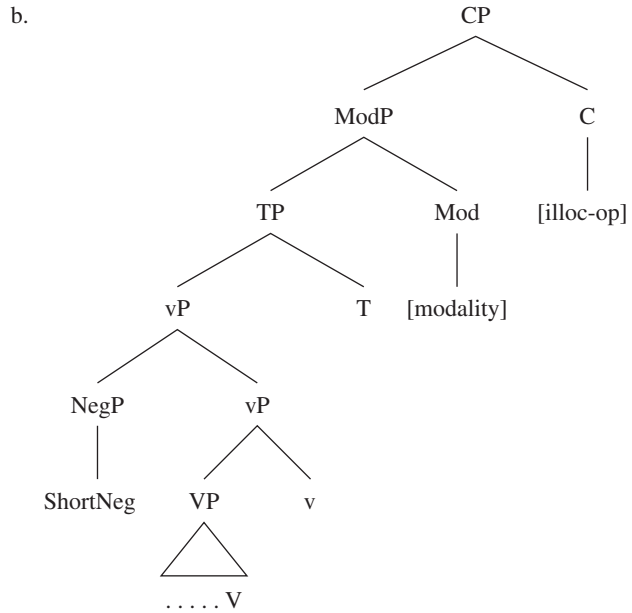 b.
CP
ModP C
TP Mod [illoc-op]
vP T [modality]
NegP vP
ShortNeg VP v
. . . . . V